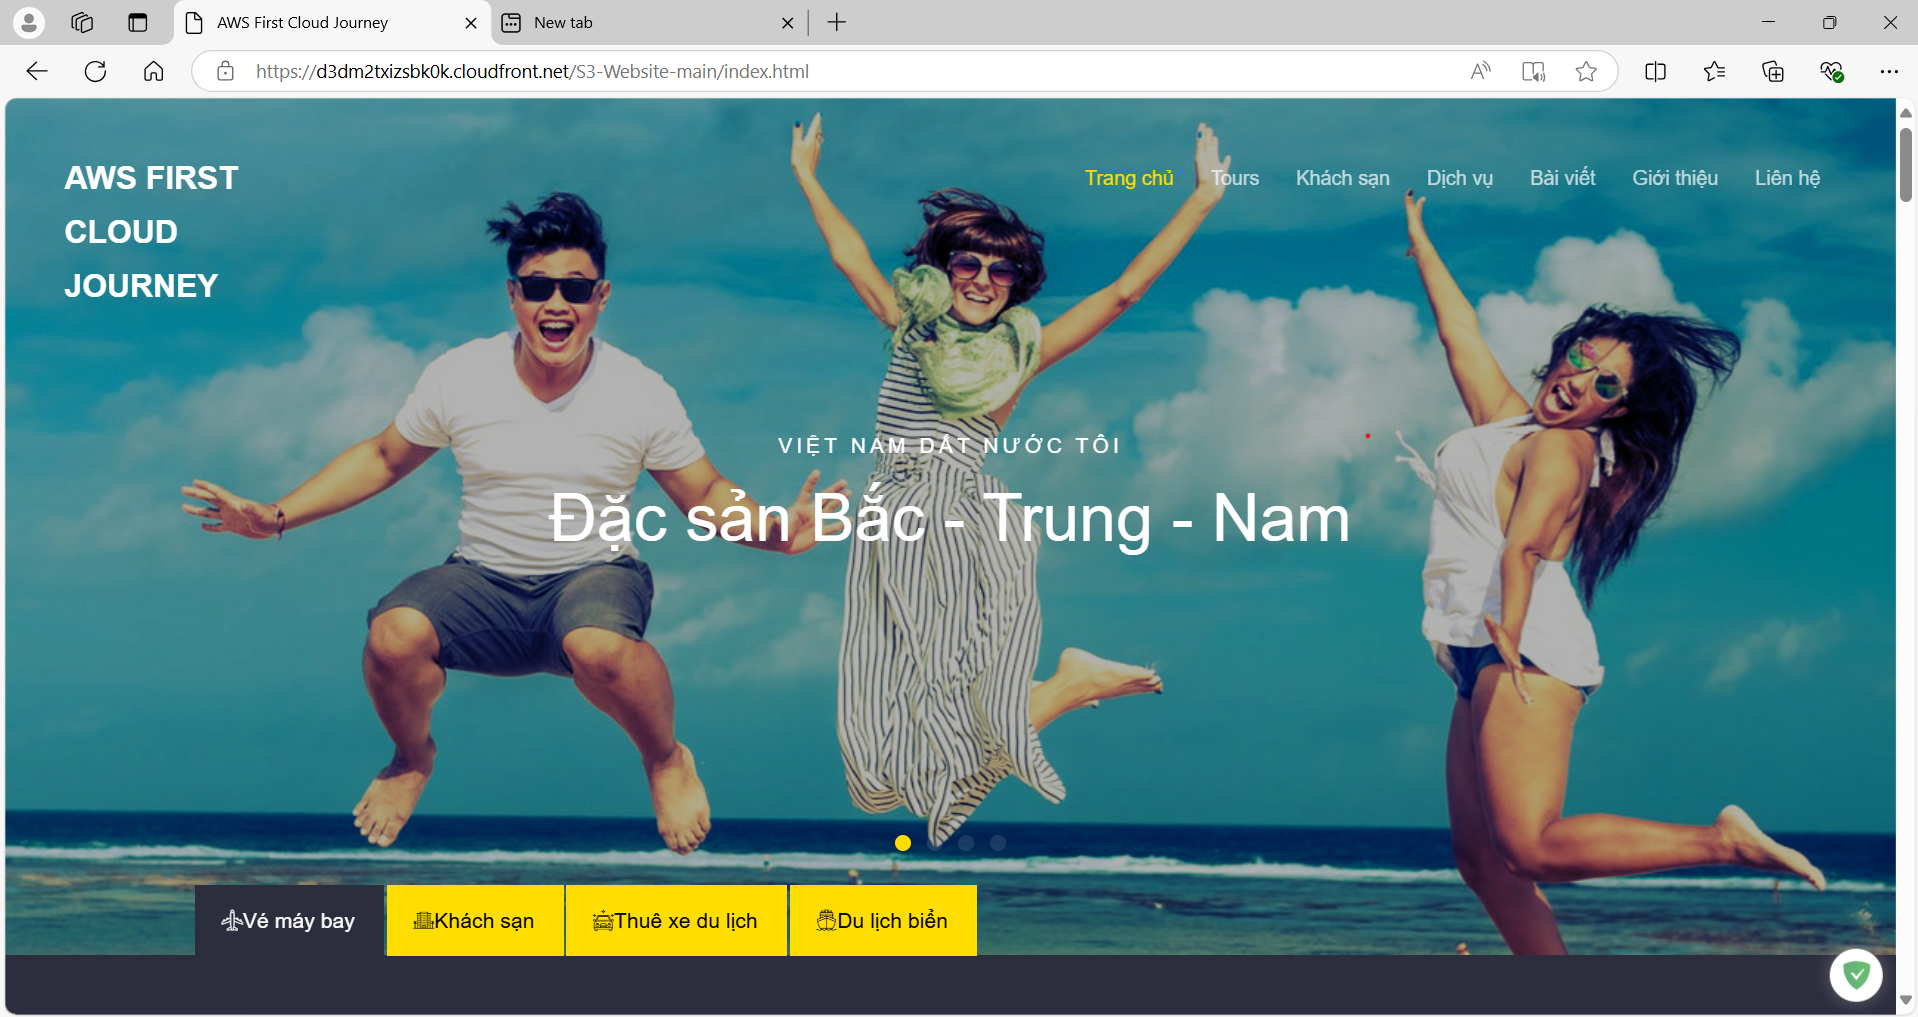 AWS First Cloud Journey
New tab
https://d3dm2txizsbk0k.cloudfront.net/S3-Website-main/index.html
AWS FIRST
CLOUD
JOURNEY
Trang chủ Tours Khách sạn Dịch vụ Bài viết Giới thiệu Liên hệ
VIỆT NAM DẤT NƯỚC TÔI
Đặc sản Bắc - Trung - Nam
Vé máy bay Khách sạn Thuê xe du lịch Du lịch biển